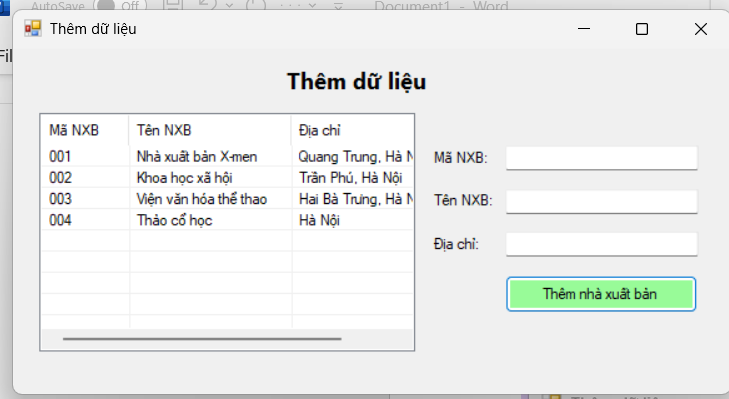 AutoSave Off Document1 - Word
Thêm dữ liệu
Fil
Thêm dữ liệu
Mã NXB Tên NXB Địa chỉ
001 Nhà xuất bản X-men Quang Trung, Hà N
002 Khoa học xã hội Trần Phú, Hà Nội
003 Viện văn hóa thể thao Hai Bà Trưng, Hà N
004 Thảo cổ học Hà Nội
Mã NXB:
Tên NXB:
Địa chỉ:
Thêm nhà xuất bản